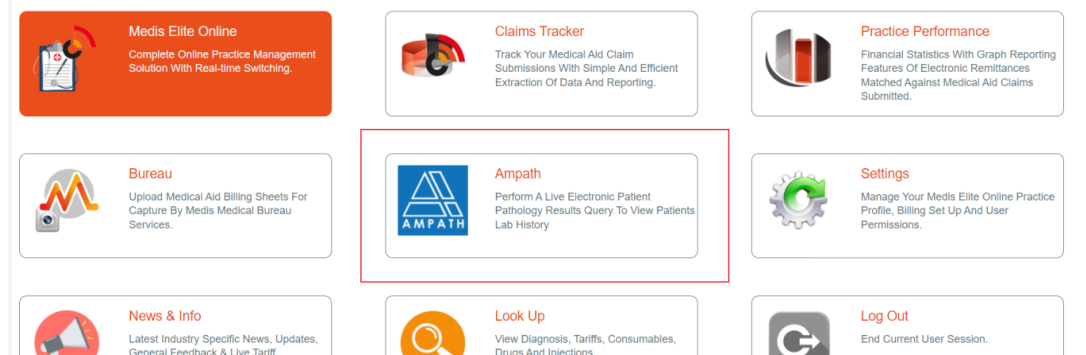 Medis Elite Online
Complete Online Practice Management
Solution With Real-time Switching.
Claims Tracker
Track Your Medical Aid Claim
Submissions With Simple And Efficient
Extraction Of Data And Reporting.
Practice Performance
Financial Statistics With Graph Reporting
Features Of Electronic Remittances
Matched Against Medical Aid Claims
Submitted.
Bureau
Upload Medical Aid Billing Sheets For
Capture By Medis Medical Bureau
Services.
AMPATH
Ampath
Perform A Live Electronic Patient
Pathology Results Query To View Patients
Lab History
Settings
Manage Your Medis Elite Online Practice
Profile, Billing Set Up And User
Permissions.
News & Info
Latest Industry Specific News, Updates,
General Feedback & Live Tariff
Look Up
View Diagnosis, Tariffs, Consumables,
Drugs And Injections
Log Out
End Current User Session.